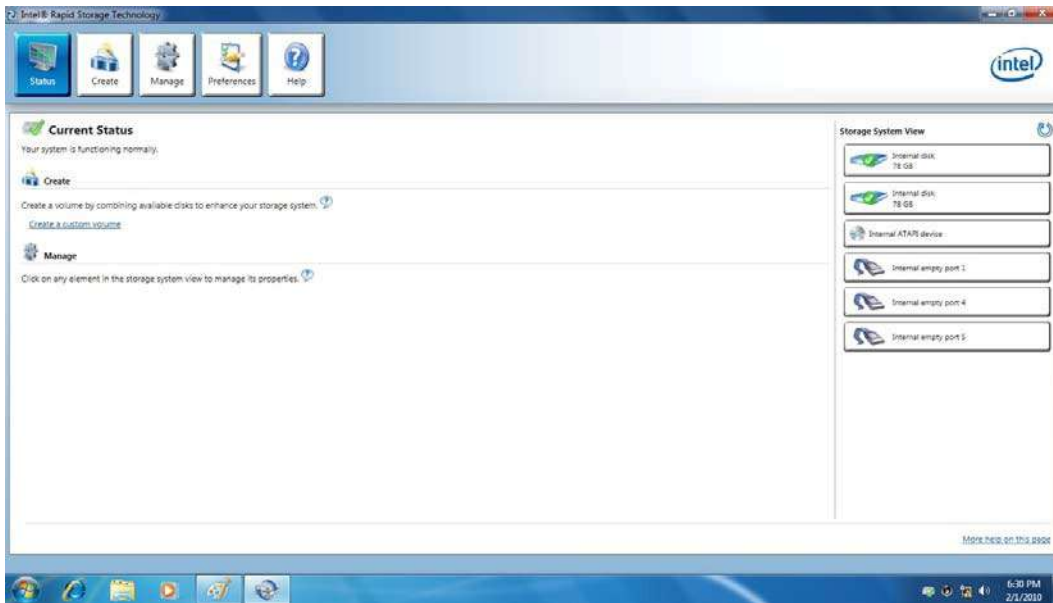 Intel® Rapid Storage Technology
Status
Create
Manage
Preferences
Help
intel
Current Status
Your system is functioning normally.
Create
Create a volume by combining available disks to enhance your storage system.
Create a custom volume
Manage
Click on any element in the storage system view to manage its properties.
Storage System View
Internal disk
78 GB
Internal disk
78 GB
Internal ATAPI device
Internal empty port 1
Internal empty port 4
Internal empty port 5
More help on this page
6:30 PM
2/1/2010